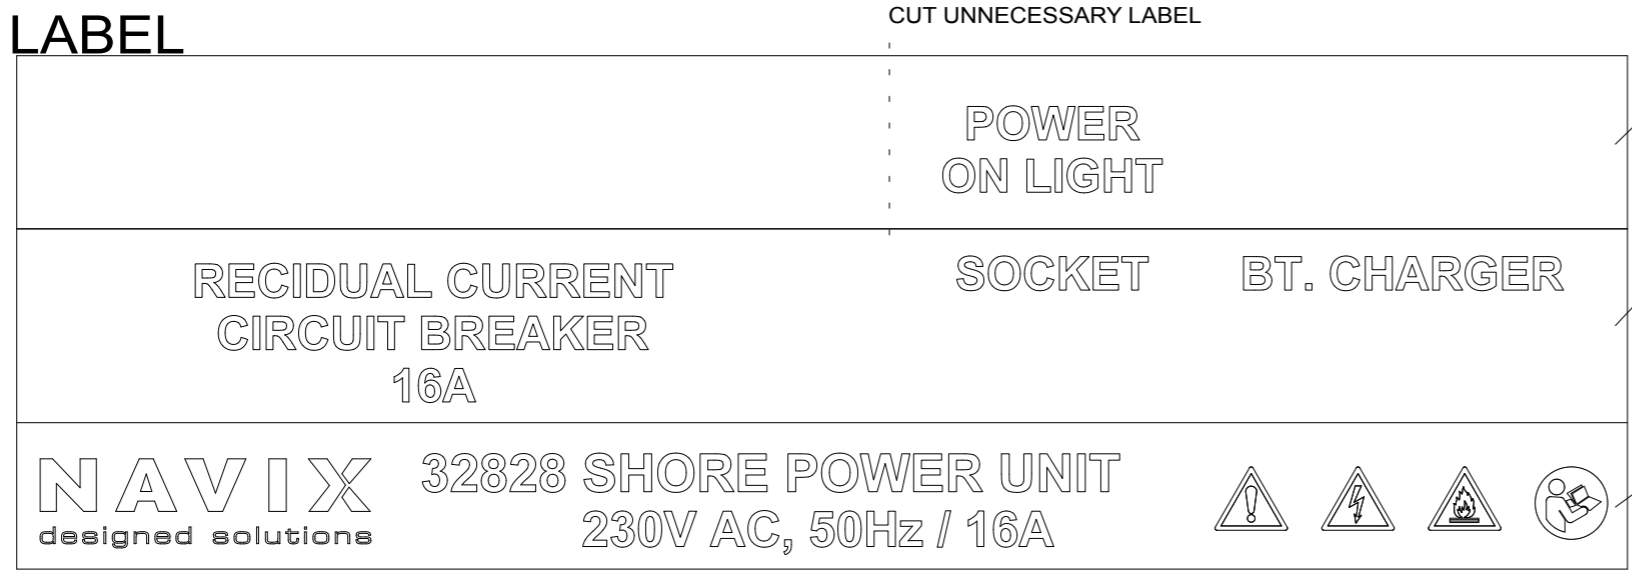 CUT UNNECESSARY LABEL
LABEL
POWER
ON LIGHT
RECIDUAL CURRENT
CIRCUIT BREAKER
16A
SOCKET
BT. CHARGER
NAVIX
designed solutions
32828 SHORE POWER UNIT
230V AC, 50Hz / 16A